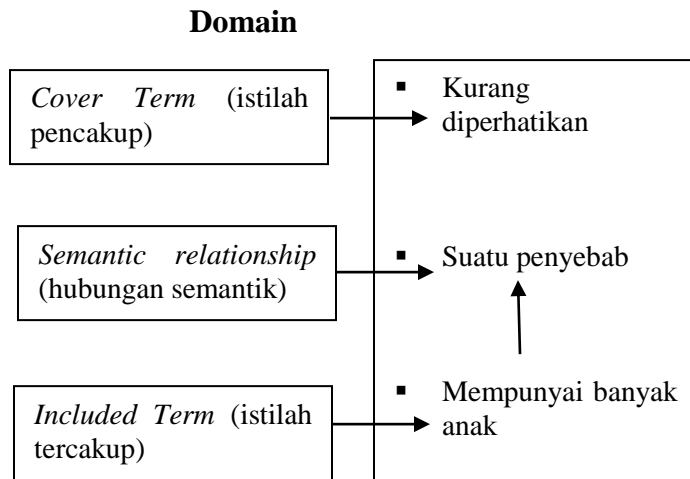 Domain
Cover Term (istilah
pencakup)
▪ Kurang
diperhatikan
Semantic relationship
(hubungan semantik)
▪ Suatu penyebab
Included Term (istilah
tercakup)
▪ Mempunyai banyak
anak